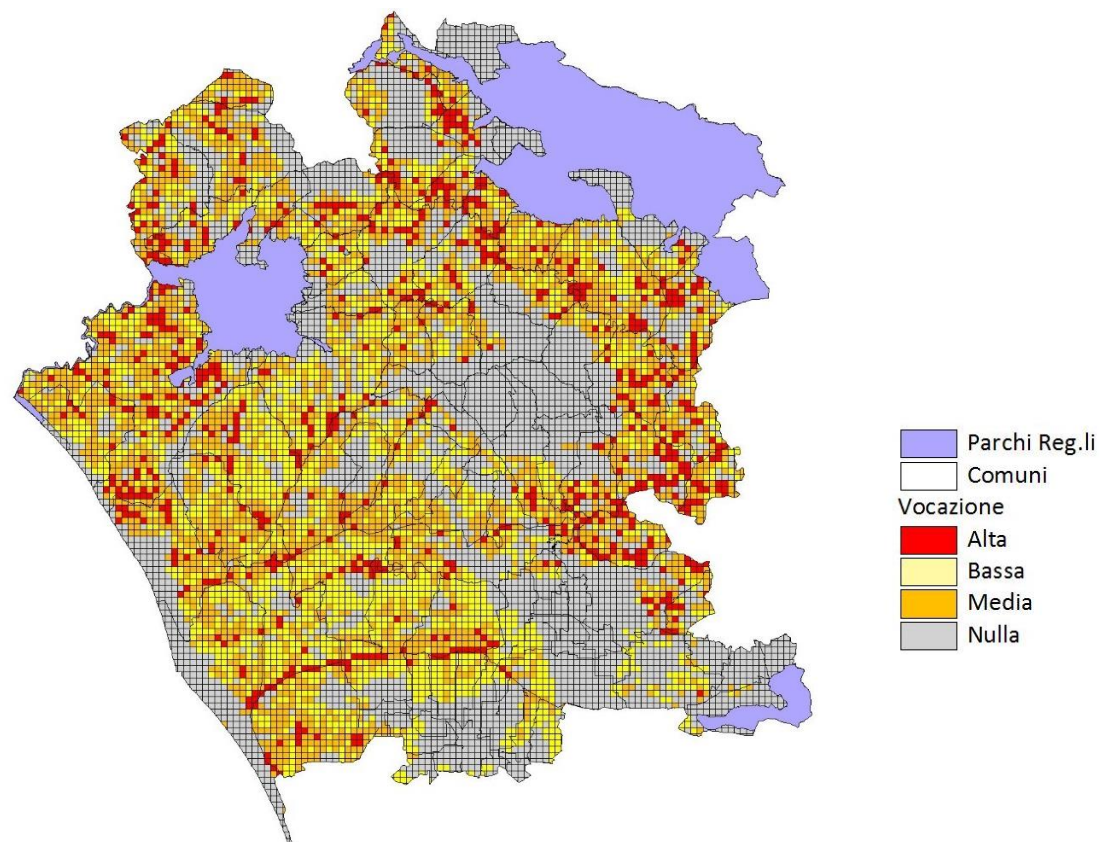 Parchi Reg.li
Comuni
Vocazione
Alta
Bassa
Media
Nulla